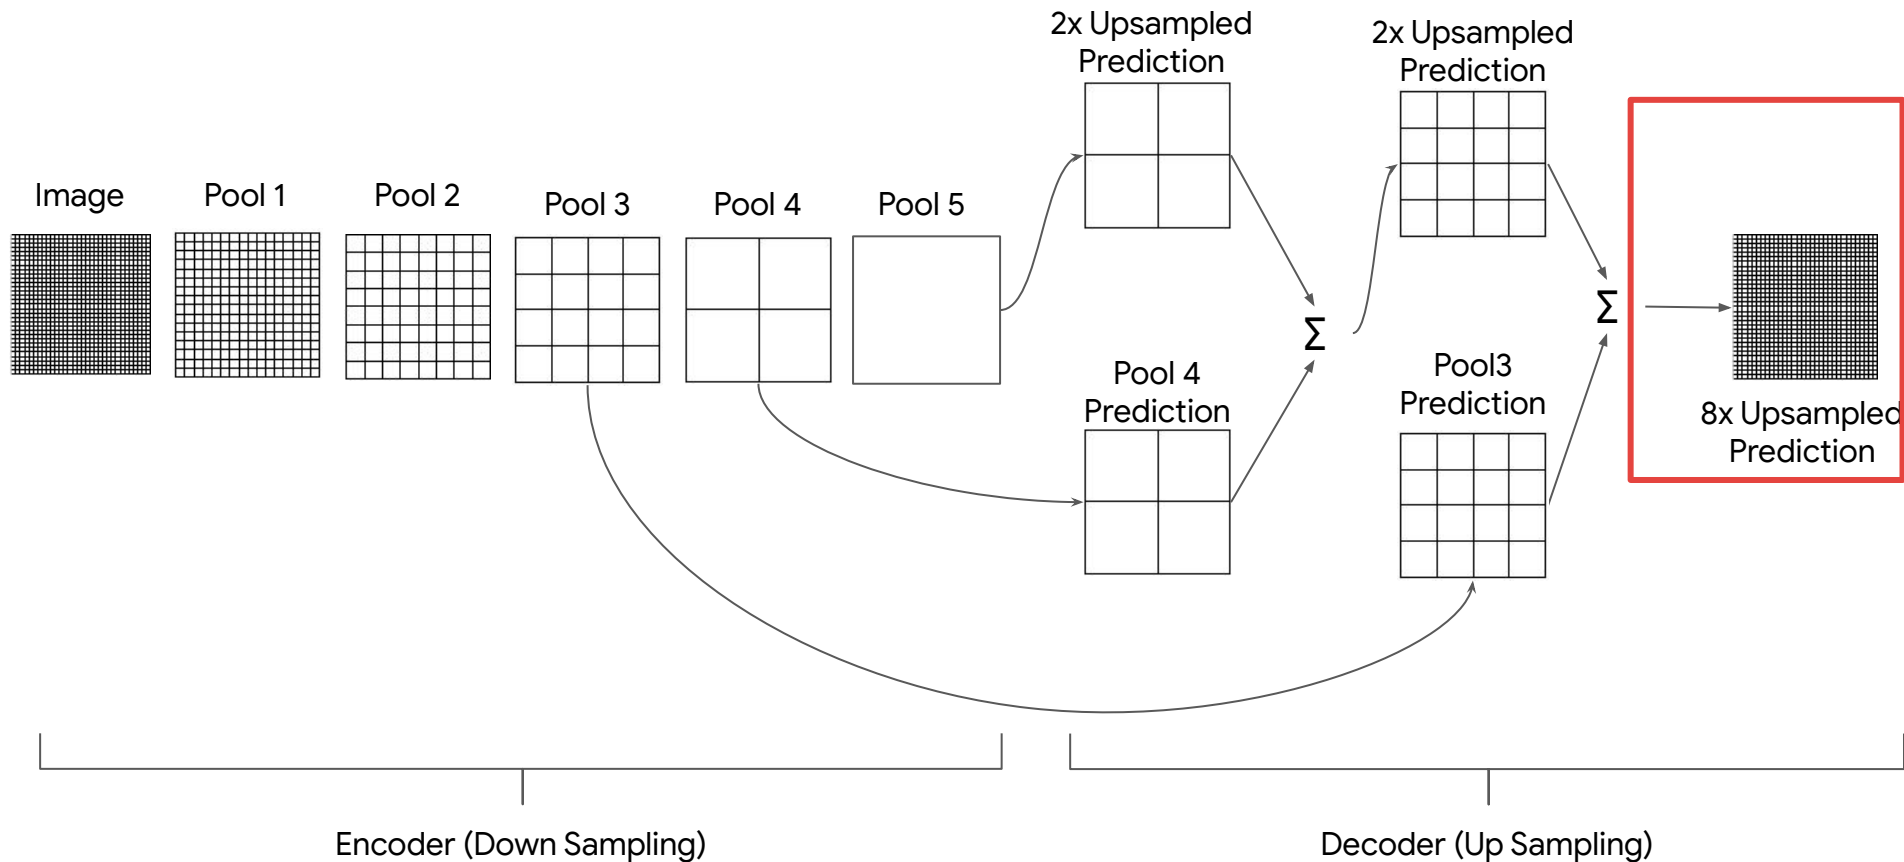 2x Upsampled
Prediction
2x Upsampled
Prediction
Image
Pool 1
Pool 2
Pool 3
Pool 4
Pool 5
Σ
Σ
Pool 4
Prediction
Pool3
Prediction
8x Upsampled
Prediction
Encoder (Down Sampling)
Decoder (Up Sampling)